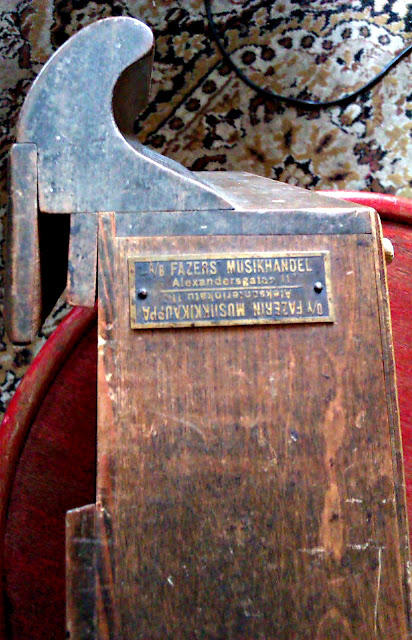 A/B FAZERS MUSIKHANDEL
Alexandersgatan 11
O/Y FAZERIN MUSIIKKIKAUPPA
Aleksanterinkatu 11